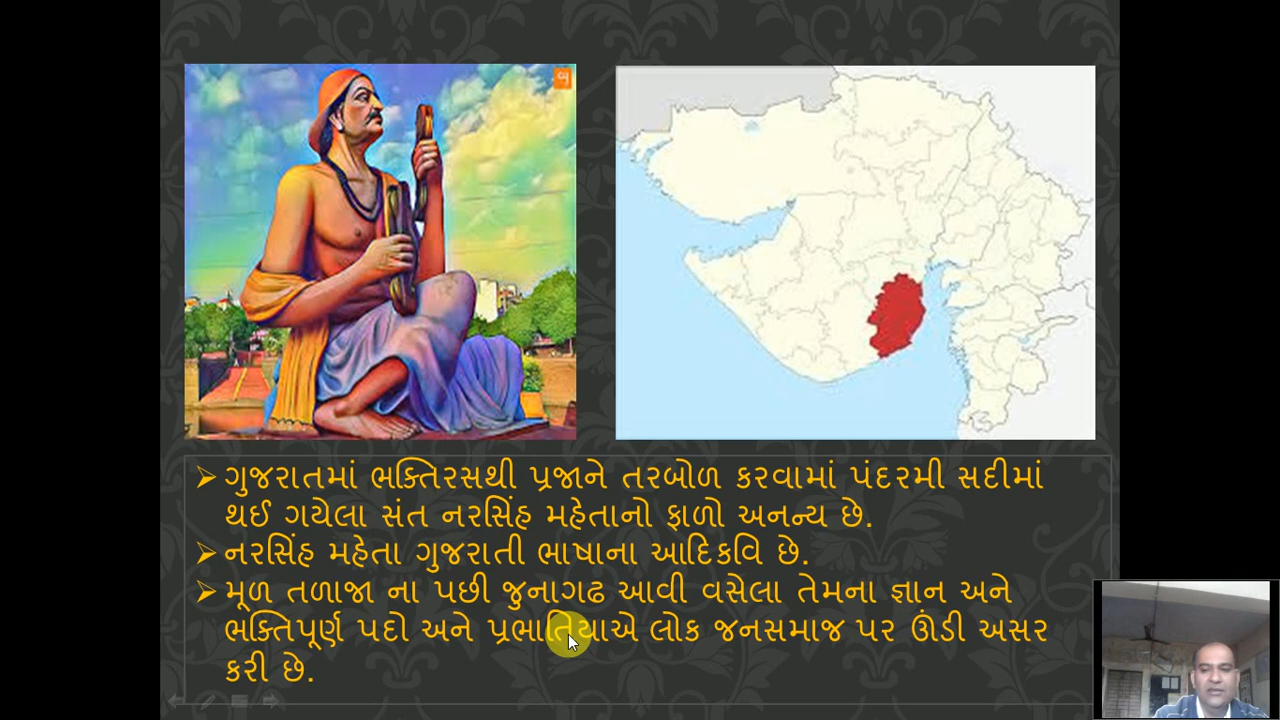 ➢ ગુજરાતમાં ભક્તિરસથી પ્રજાને તરબોળ કરવામાં પંદરમી સદીમાં
થઈ ગયેલા સંત નરસિંહ મહેતાનો ફાળો અનન્ય છે.
➢ નરસિંહ મહેતા ગુજરાતી ભાષાના આદિકવિ છે.
➢ મૂળ તળાજા ના પછી જુનાગઢ આવી વસેલા તેમના જ્ઞાન અને
ભક્તિપૂર્ણ પદો અને પ્રભાતિયાએ લોક જનસમાજ પર ઊંડી અસર
કરી છે.